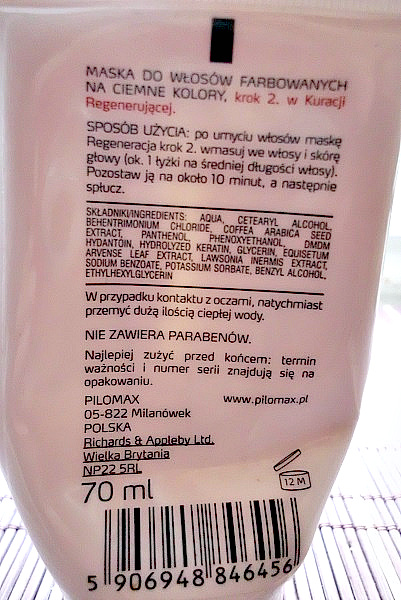 MASKA DO WŁOSÓW FARBOWANYCH
NA CIEMNE KOLORY, krok 2. w Kuracji
Regenerującej.
SPOSÓB UŻYCIA: po umyciu włosów maskę
Regeneracja krok 2. wmasuj we włosy i skórę
głowy (ok. 1 łyżki na średniej długości włosy).
Pozostaw ją na około 10 minut, a następnie
spłucz.
SKŁADNIKI/INGREDIENTS: AQUA, CETEARYL ALCOHOL,
BEHENTRIMONIUM CHLORIDE, COFFEA ARABICA SEED
EXTRACT, PANTHENOL, PHENOXYETHANOL, DMDM
HYDANTOIN, HYDROLYZED KERATIN, GLYCERIN, EQUISETUM
ARVENSE LEAF EXTRACT, LAWSONIA INERMIS EXTRACT,
SODIUM BENZOATE, POTASSIUM SORBATE, BENZYL ALCOHOL,
ETHYLHEXYLGLYCERIN
W przypadku kontaktu z oczami, natychmiast
przemyć dużą ilością ciepłej wody.
NIE ZAWIERA PARABENÓW.
Najlepiej zużyć przed końcem: termin
ważności i numer serii znajdują się na
opakowaniu.
PILOMAX www.pilomax.pl
05-822 Milanówek
POLSKA
Richards & Appleby Ltd.
Wielka Brytania
NP22 5RL
70 ml
12 M
5 906948 846456